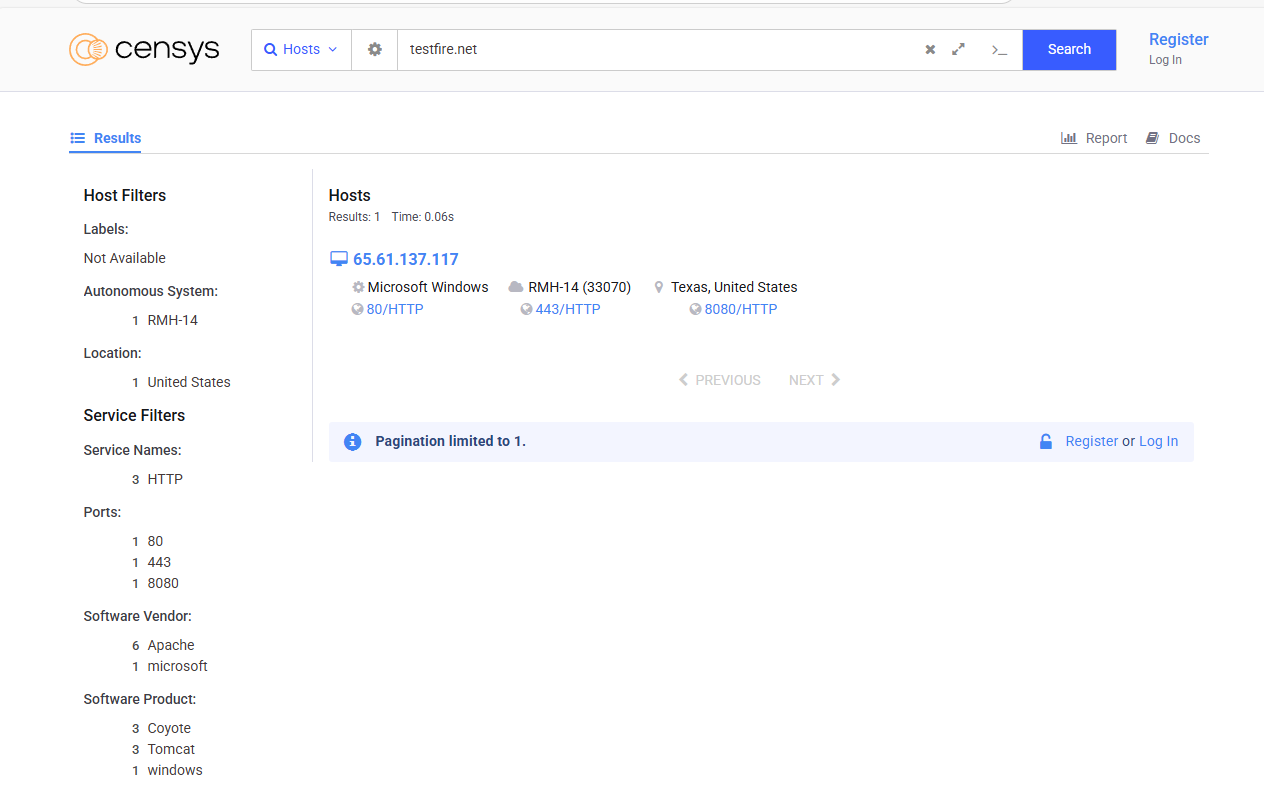 censys
Hosts
testfire.net
Search
Register
Log In
Results
Report
Docs
Host Filters
Labels:
Not Available
Autonomous System:
1 RMH-14
Location:
1 United States
Service Filters
Service Names:
3 HTTP
Ports:
1 80
1 443
1 8080
Software Vendor:
6 Apache
1 microsoft
Software Product:
3 Coyote
3 Tomcat
1 windows
Hosts
Results: 1 Time: 0.06s
65.61.137.117
Microsoft Windows RMH-14 (33070) Texas, United States
80/HTTP 443/HTTP 8080/HTTP
PREVIOUS NEXT
Pagination limited to 1. Register or Log In